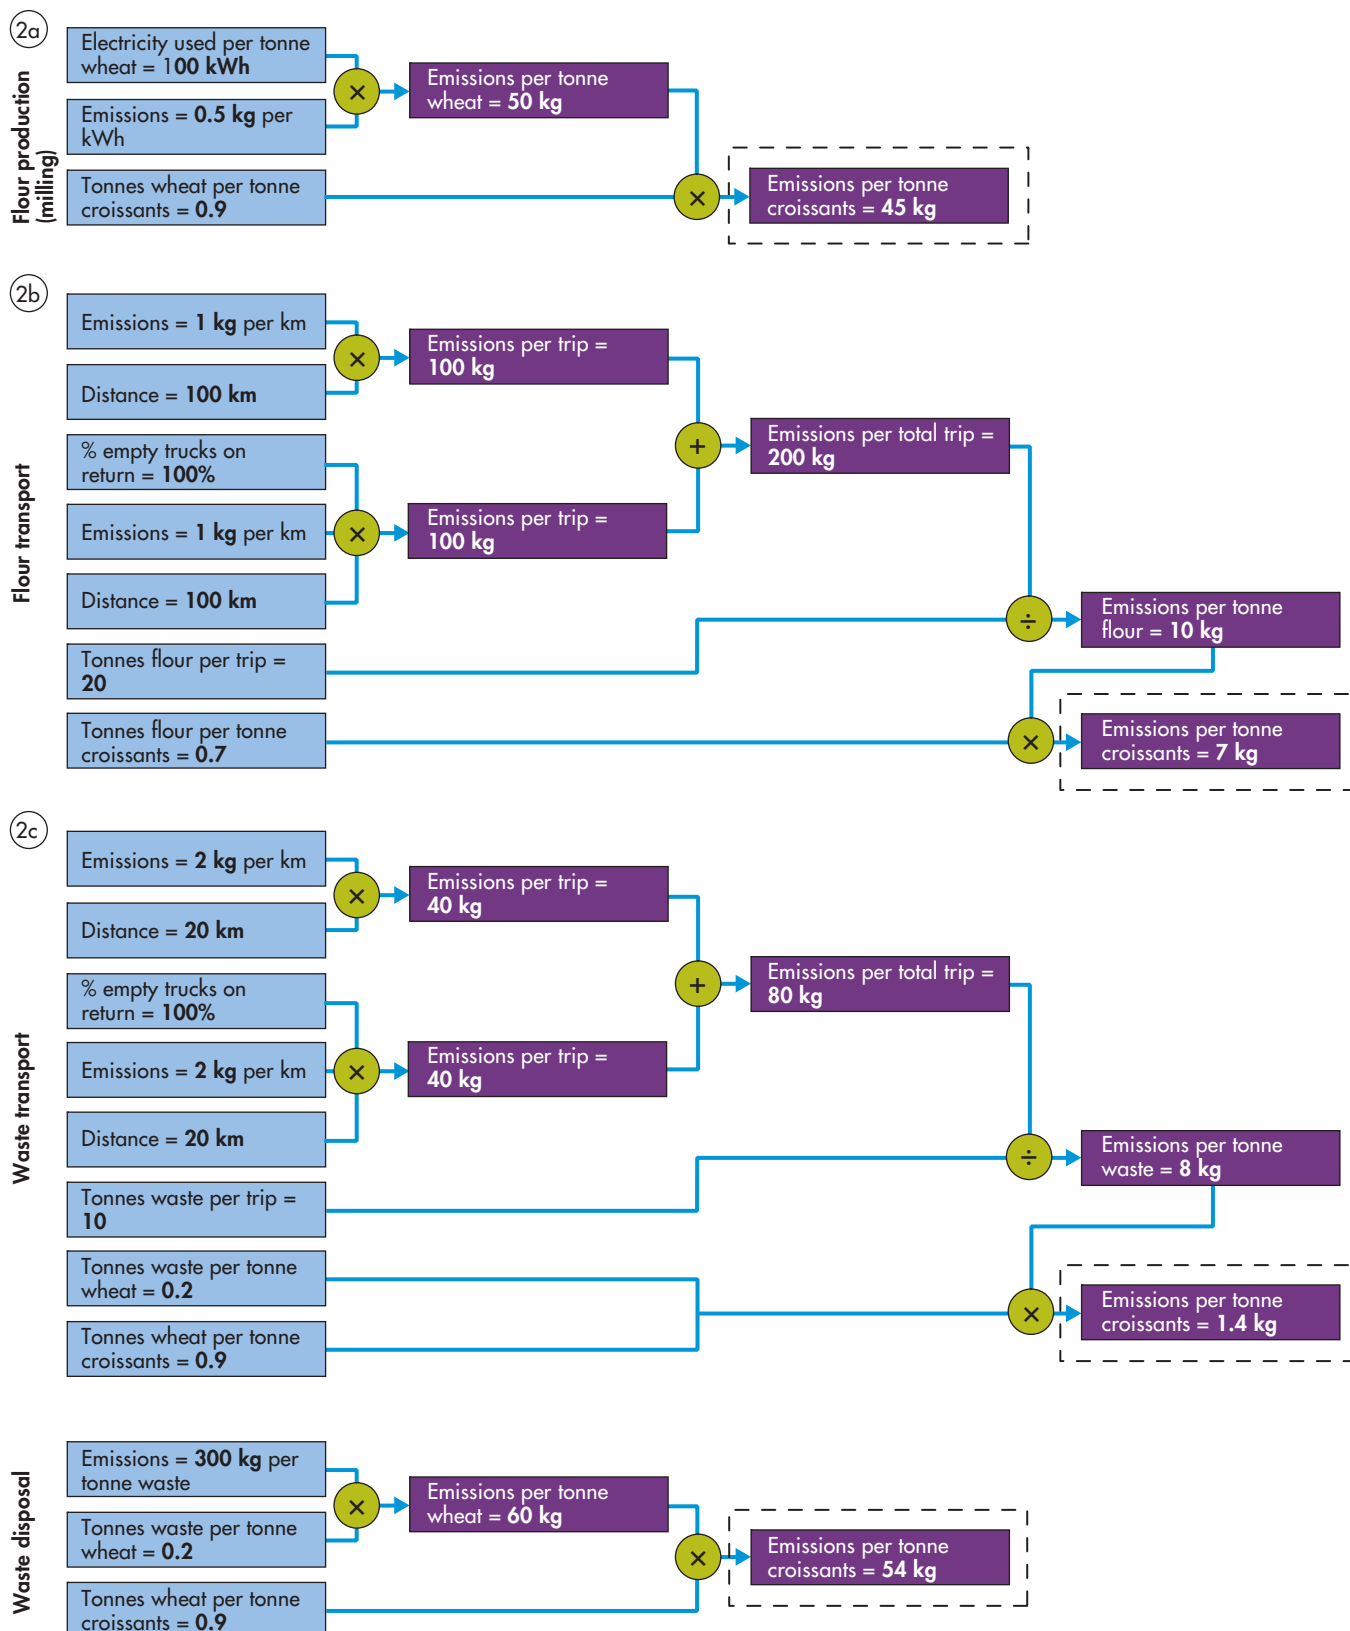 2a
Flour production
(milling)
Electricity used per tonne
wheat = 100 kWh
Emissions = 0.5 kg per
kWh
Tonnes wheat per tonne
croissants = 0.9
×
Emissions per tonne
wheat = 50 kg
×
Emissions per tonne
croissants = 45 kg
2b
Flour transport
Emissions = 1 kg per km
Distance = 100 km
×
Emissions per trip =
100 kg
% empty trucks on
return = 100%
Emissions = 1 kg per km
Distance = 100 km
×
Emissions per trip =
100 kg
+
Emissions per total trip =
200 kg
Tonnes flour per trip =
20
÷
Emissions per tonne
flour = 10 kg
Tonnes flour per tonne
croissants = 0.7
×
Emissions per tonne
croissants = 7 kg
2c
Waste transport
Emissions = 2 kg per km
Distance = 20 km
×
Emissions per trip =
40 kg
% empty trucks on
return = 100%
Emissions = 2 kg per km
Distance = 20 km
×
Emissions per trip =
40 kg
+
Emissions per total trip =
80 kg
Tonnes waste per trip =
10
÷
Emissions per tonne
waste = 8 kg
Tonnes waste per tonne
wheat = 0.2
Tonnes wheat per tonne
croissants = 0.9
×
Emissions per tonne
croissants = 1.4 kg
Waste disposal
Emissions = 300 kg per
tonne waste
Tonnes waste per tonne
wheat = 0.2
×
Emissions per tonne
wheat = 60 kg
Tonnes wheat per tonne
croissants = 0.9
×
Emissions per tonne
croissants = 54 kg